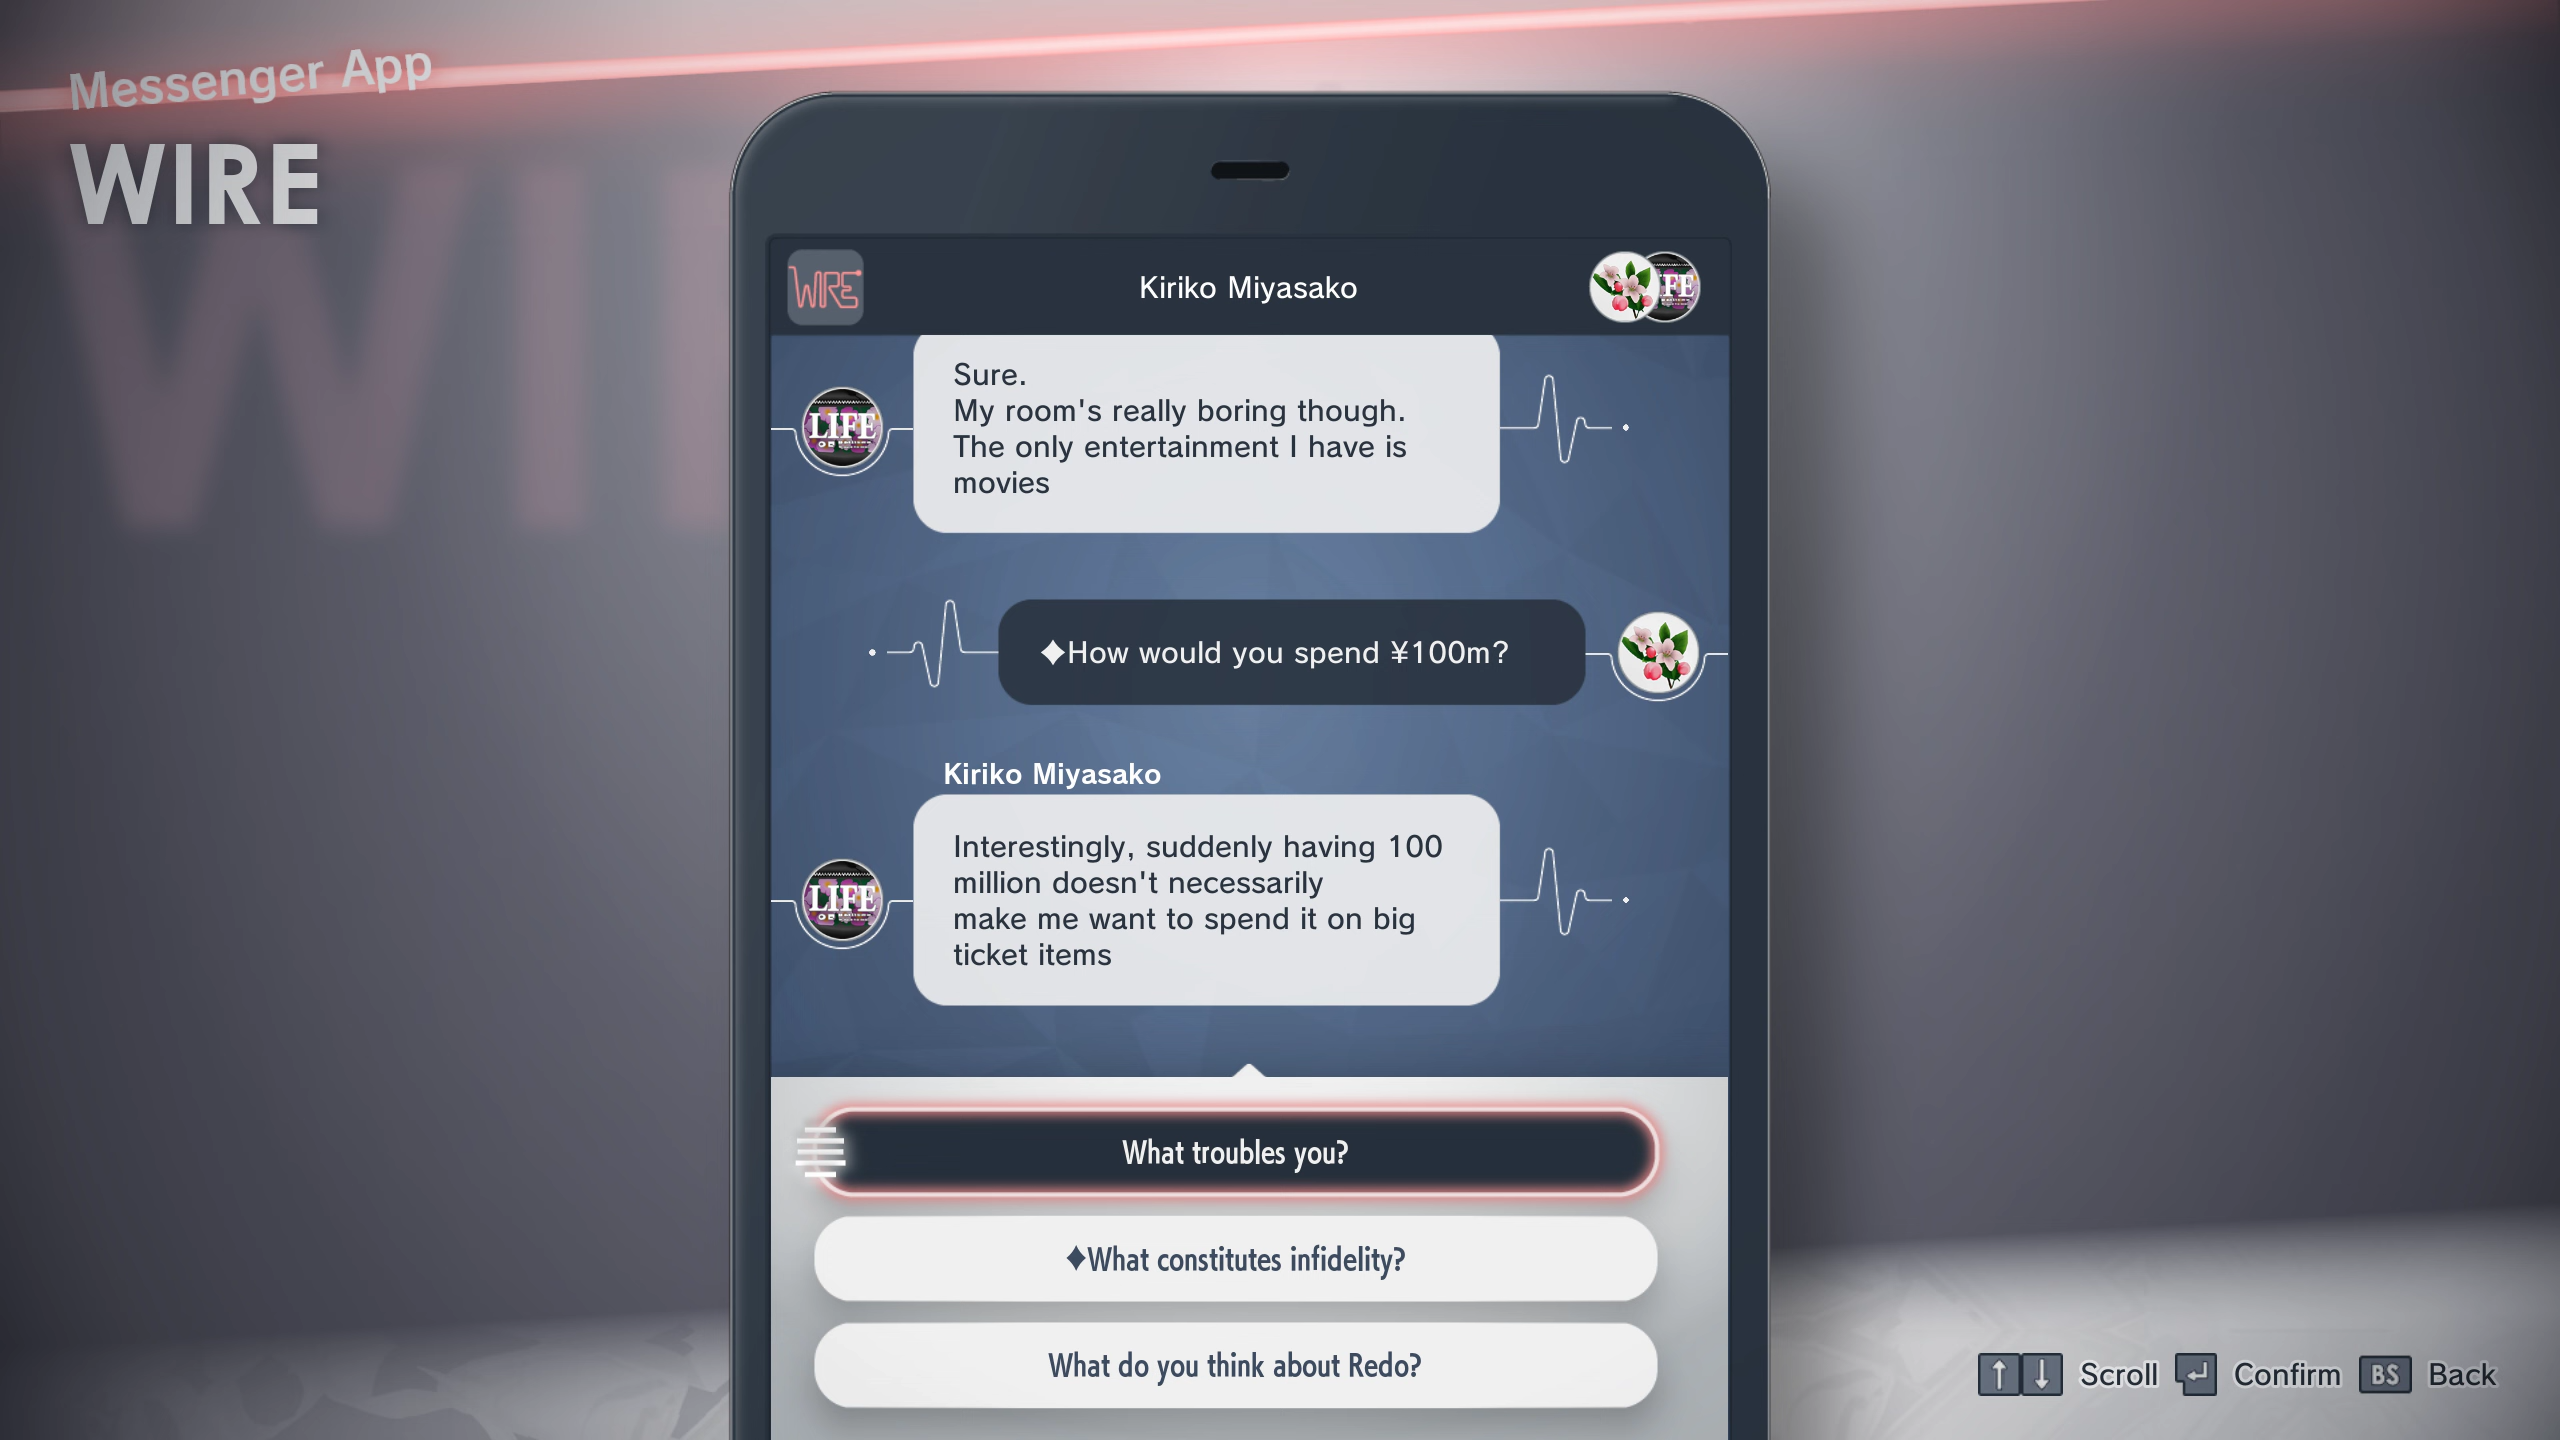 Messenger App
WIRE
WIRE
Kiriko Miyasako
FE
Sure.
My room's really boring though.
The only entertainment I have is
movies
LIFE
✦How would you spend ¥100m?
Kiriko Miyasako
Interestingly, suddenly having 100
million doesn't necessarily
make me want to spend it on big
ticket items
LIFE
What troubles you?
✦What constitutes infidelity?
What do you think about Redo?
↑ ↓ Scroll ↵ Confirm BS Back